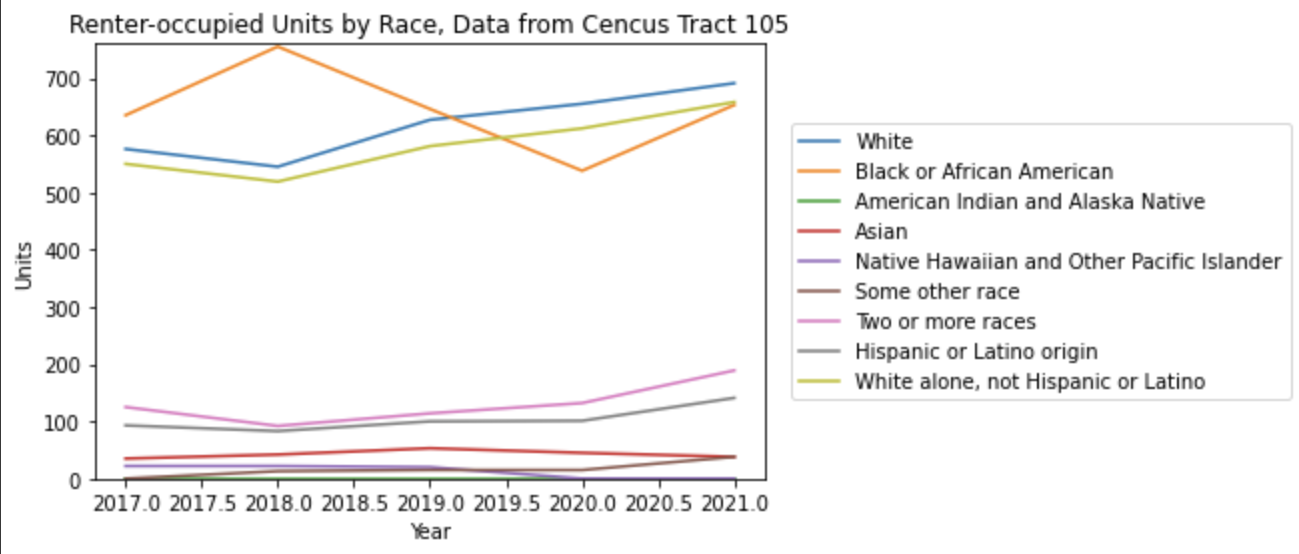 Renter-occupied Units by Race, Data from Cencus Tract 105
700
600
500
400
300
200
100
0
Units
2017.0 2017.5 2018.0 2018.5 2019.0 2019.5 2020.0 2020.5 2021.0
Year
White
Black or African American
American Indian and Alaska Native
Asian
Native Hawaiian and Other Pacific Islander
Some other race
Two or more races
Hispanic or Latino origin
White alone, not Hispanic or Latino